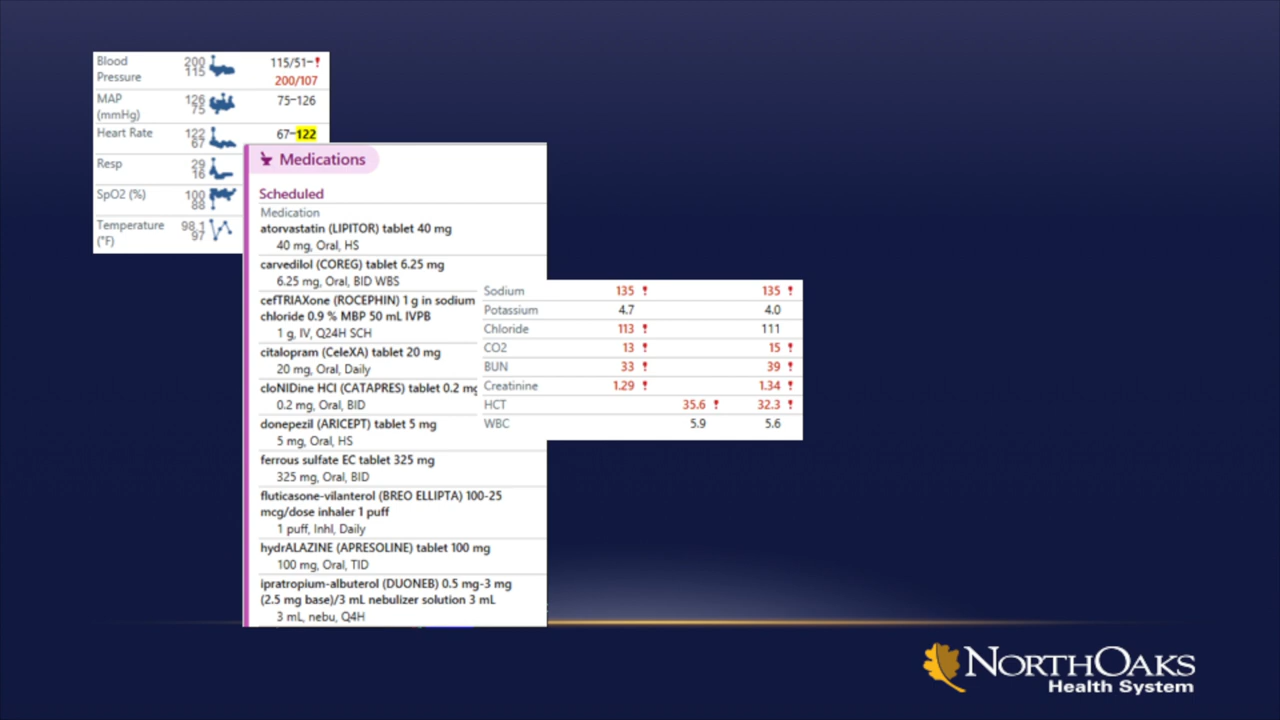 Blood Pressure 200 115 115/51–❗ 200/107
MAP (mmHg) 126 75 75–126
Heart Rate 122 67 67–122
Resp 29 16
SpO2 (%) 100 88
Temperature (°F) 98.1 97
Medications
Scheduled
Medication
atorvastatin (LIPITOR) tablet 40 mg
40 mg, Oral, HS
carvedilol (COREG) tablet 6.25 mg
6.25 mg, Oral, BID WBS
cefTRIAXone (ROCEPHIN) 1 g in sodium
chloride 0.9 % MBP 50 mL IVPB
1 g, IV, Q24H SCH
citalopram (CeleXA) tablet 20 mg
20 mg, Oral, Daily
cloNIDine HCl (CATAPRES) tablet 0.2 mg
0.2 mg, Oral, BID
donepezil (ARICEPT) tablet 5 mg
5 mg, Oral, HS
ferrous sulfate EC tablet 325 mg
325 mg, Oral, BID
fluticasone-vilanterol (BREO ELLIPTA) 100-25
mcg/dose inhaler 1 puff
1 puff, Inhl, Daily
hydrALAZINE (APRESOLINE) tablet 100 mg
100 mg, Oral, TID
ipratropium-albuterol (DUONEB) 0.5 mg-3 mg
(2.5 mg base)/3 mL nebulizer solution 3 mL
3 mL, nebu, Q4H
Sodium 135 ! 135 !
Potassium 4.7 4.0
Chloride 113 ! 111
CO2 13 ! 15 !
BUN 33 ! 39 !
Creatinine 1.29 ! 1.34 !
HCT 35.6 ! 32.3 !
WBC 5.9 5.6
NORTHOAKS
Health System